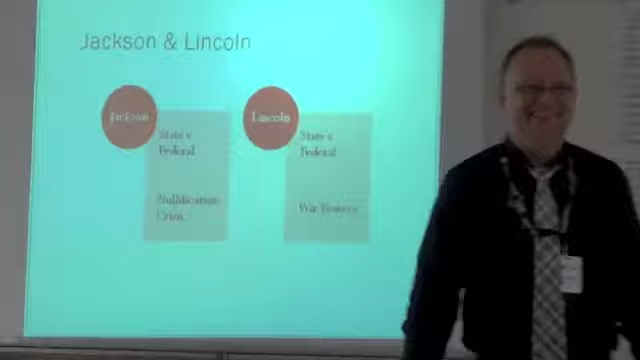 Jackson & Lincoln
Jackson
Lincoln
State v
Federal
Nullification
Crisis
State v
Federal
War Powers